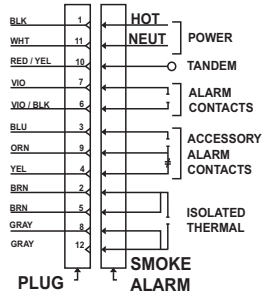 BLK 1 HOT
WHT 11 NEUT
POWER
RED / YEL 10 TANDEM
VIO 7
VIO / BLK 6
ALARM
CONTACTS
BLU 3
ORN 9
YEL 4
ACCESSORY
ALARM
CONTACTS
BRN 2
BRN 5
GRAY 8
GRAY 12
ISOLATED
THERMAL
PLUG
SMOKE
ALARM